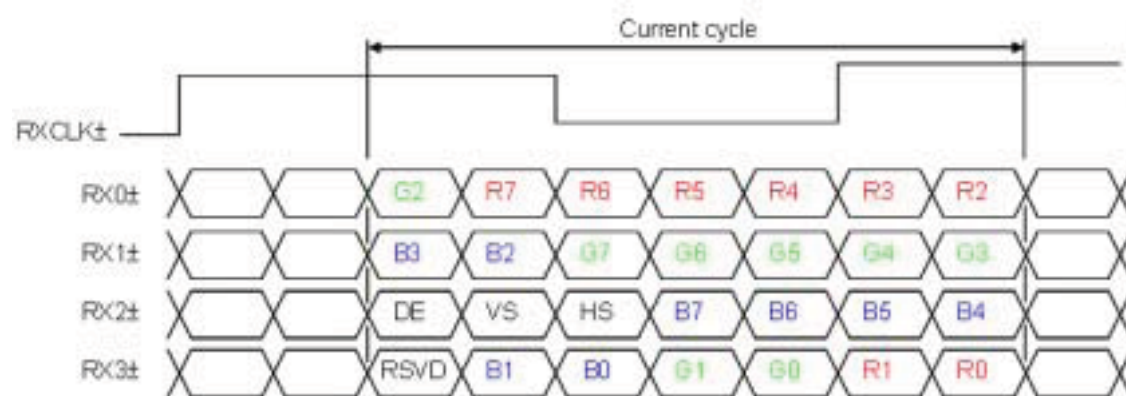 Current cycle
RXCLK±
RX0± G2 R7 R6 R5 R4 R3 R2
RX1± B3 B2 G7 G6 G5 G4 G3
RX2± DE VS HS B7 B6 B5 B4
RX3± RSVD B1 B0 G1 G0 R1 R0